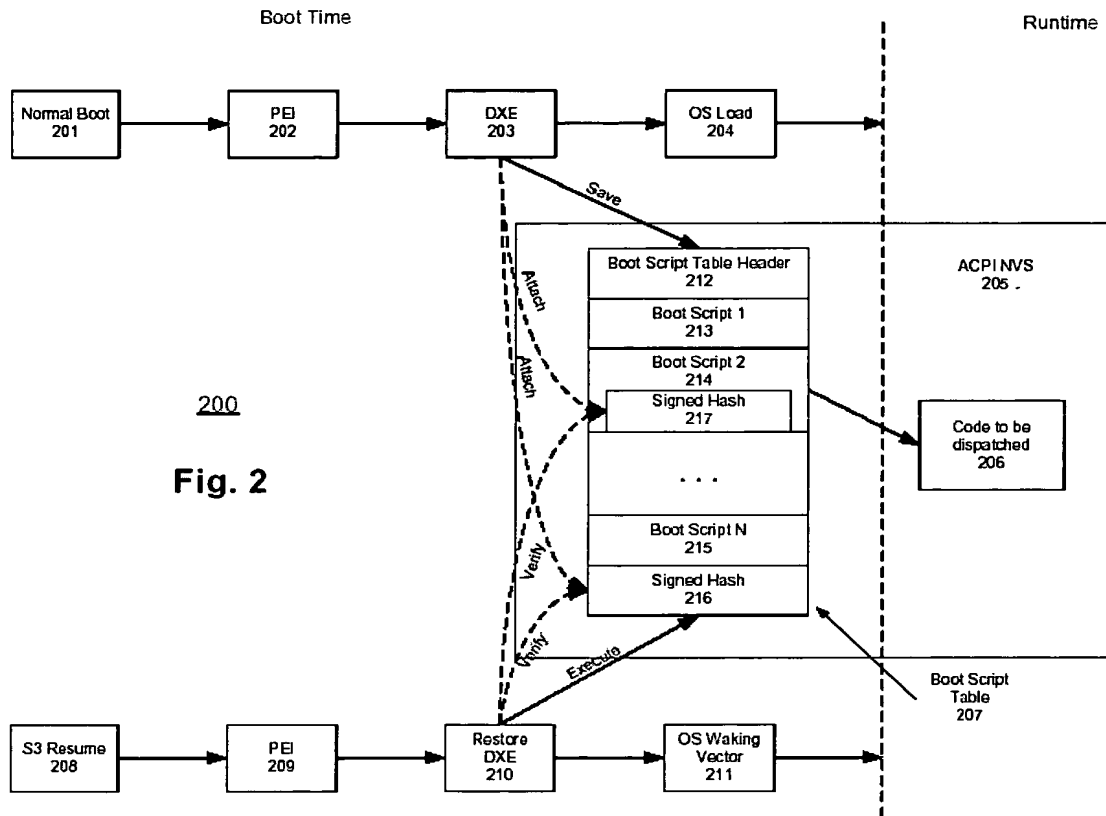 Boot Time
Runtime
Normal Boot
201
PEI
202
DXE
203
OS Load
204
Save
Attach
Attach
Boot Script Table Header
212
Boot Script 1
213
Boot Script 2
214
Signed Hash
217
. . .
Boot Script N
215
Signed Hash
216
ACPI NVS
205
Code to be
dispatched
206
200
Fig. 2
Verify
Verify
Execute
Boot Script
Table
207
S3 Resume
208
PEI
209
Restore
DXE
210
OS Waking
Vector
211